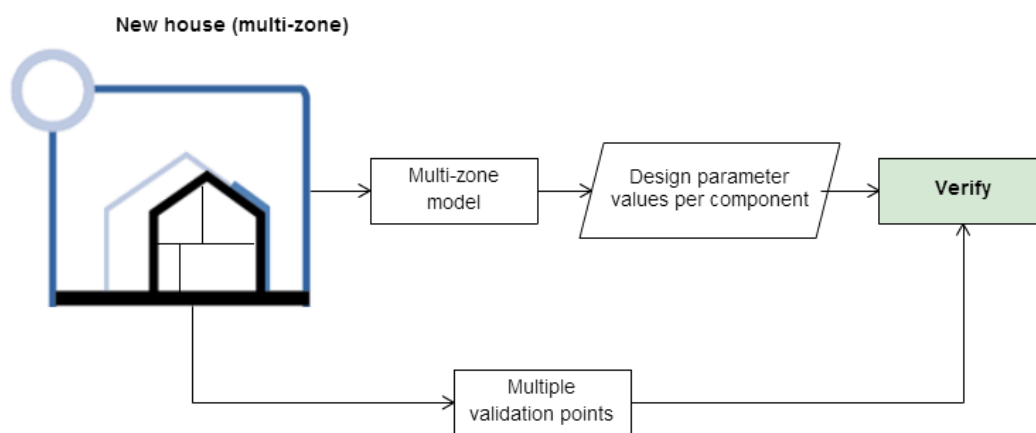 New house (multi-zone)
Multi-zone
model
Design parameter
values per component
Verify
Multiple
validation points